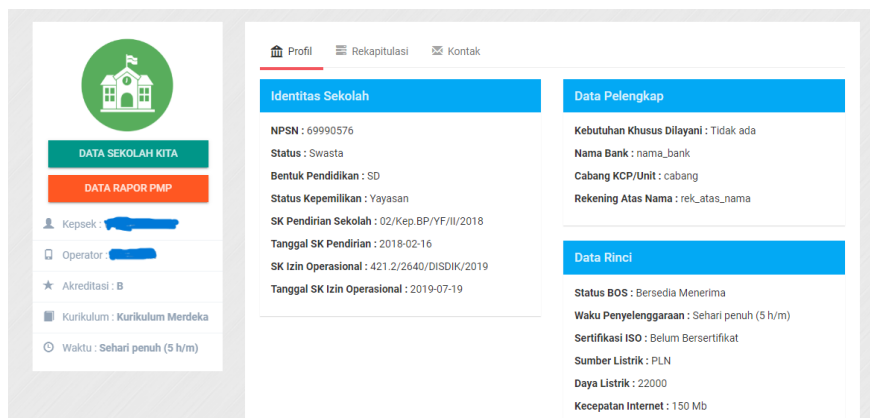 DATA SEKOLAH KITA
DATA RAPOR PMP
Kepsek :
Operator :
Akreditasi : B
Kurikulum : Kurikulum Merdeka
Waktu : Sehari penuh (5 h/m)
Profil
Rekapitulasi
Kontak
Identitas Sekolah
NPSN : 69990576
Status : Swasta
Bentuk Pendidikan : SD
Status Kepemilikan : Yayasan
SK Pendirian Sekolah : 02/Kep.BP/YF/II/2018
Tanggal SK Pendirian : 2018-02-16
SK Izin Operasional : 421.2/2640/DISDIK/2019
Tanggal SK Izin Operasional : 2019-07-19
Data Pelengkap
Kebutuhan Khusus Dilayani : Tidak ada
Nama Bank : nama_bank
Cabang KCP/Unit : cabang
Rekening Atas Nama : rek_atas_nama
Data Rinci
Status BOS : Bersedia Menerima
Waku Penyelenggaraan : Sehari penuh (5 h/m)
Sertifikasi ISO : Belum Bersertifikat
Sumber Listrik : PLN
Daya Listrik : 22000
Kecepatan Internet : 150 Mb